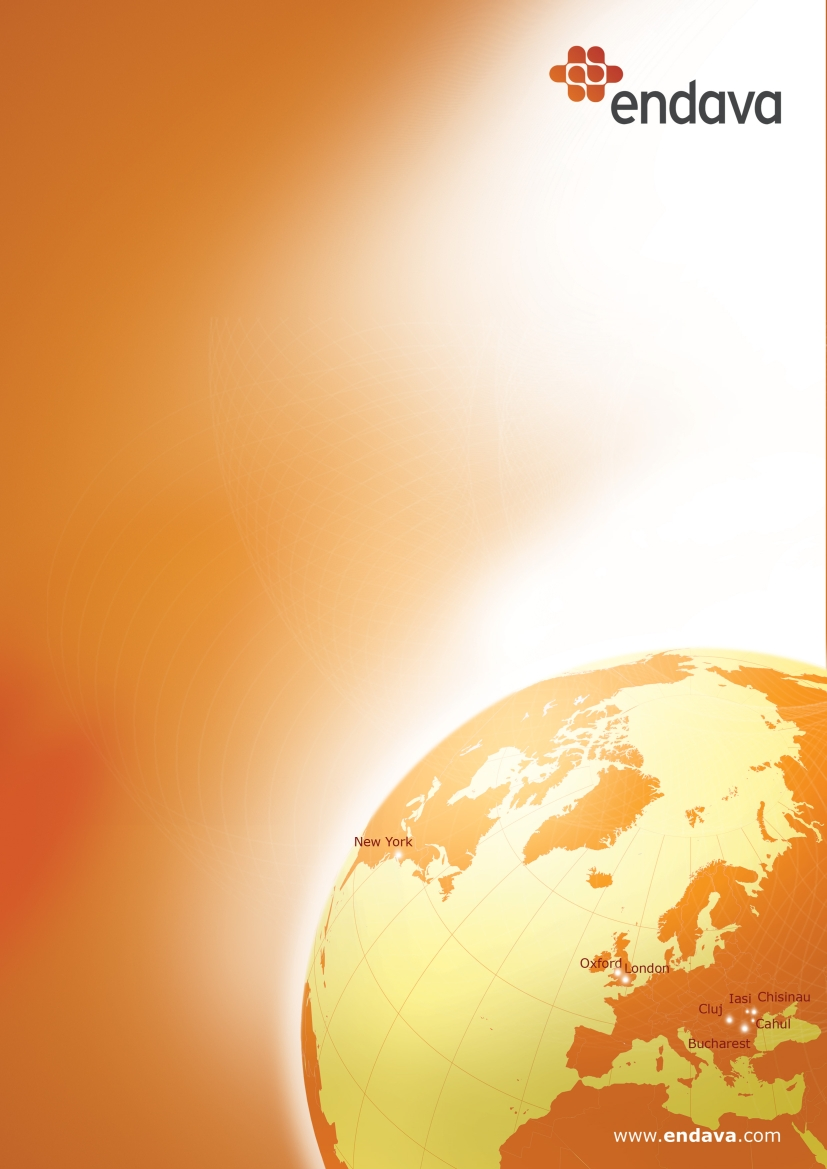 endava
New York
Oxford
London
Iasi
Chisinau
Cluj
Cahul
Bucharest
www.endava.com